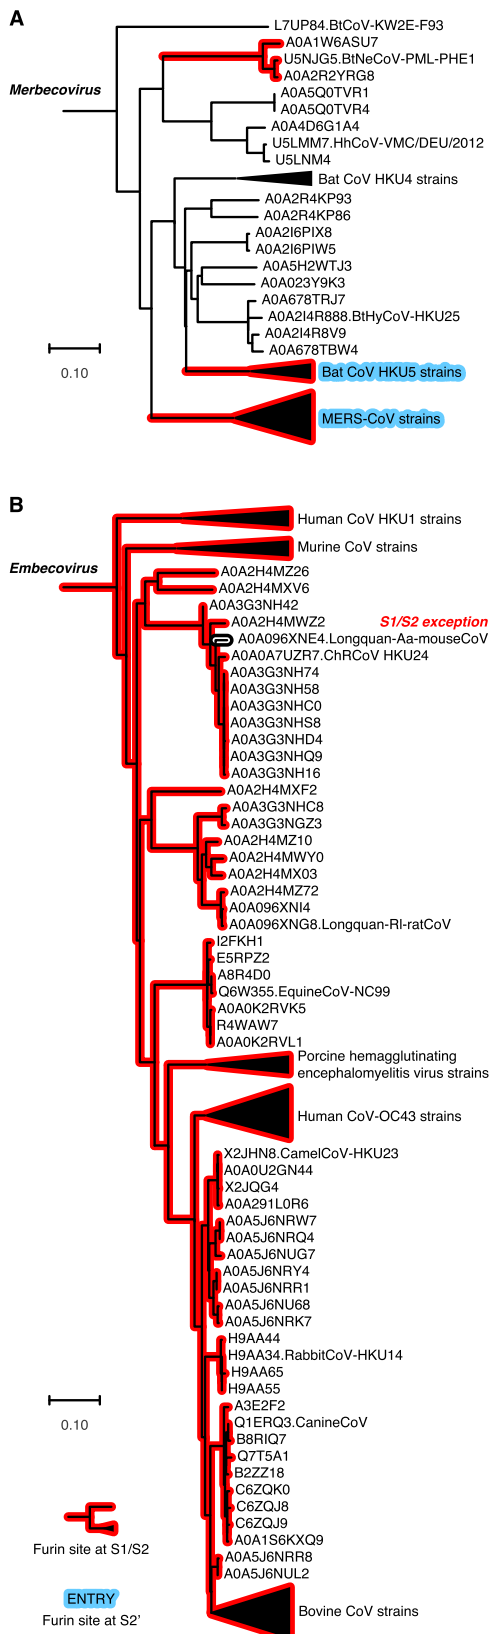 A
L7UP84.BtCoV-KW2E-F93
A0A1W6ASU7
U5NJG5.BtNeCoV-PML-PHE1
A0A2R2YRG8
Merbecovirus
A0A5Q0TVR1
A0A5Q0TVR4
A0A4D6G1A4
U5LMM7.HhCoV-VMC/DEU/2012
U5LNM4
Bat CoV HKU4 strains
A0A2R4KP93
A0A2R4KP86
A0A2I6PIX8
A0A2I6PIW5
A0A5H2WTJ3
A0A023Y9K3
A0A678TRJ7
A0A2I4R888.BtHyCoV-HKU25
A0A2I4R8V9
A0A678TBW4
0.10
Bat CoV HKU5 strains
MERS-CoV strains
B
Human CoV HKU1 strains
Murine CoV strains
Embecovirus
A0A2H4MZ26
A0A2H4MXV6
A0A3G3NH42
A0A2H4MWZ2
S1/S2 exception
A0A096XNE4.Longquan-Aa-mouseCoV
A0A0A7UZR7.ChRCoV HKU24
A0A3G3NH74
A0A3G3NH58
A0A3G3NHC0
A0A3G3NHS8
A0A3G3NHD4
A0A3G3NHQ9
A0A3G3NH16
A0A2H4MXF2
A0A3G3NHC8
A0A3G3NGZ3
A0A2H4MZ10
A0A2H4MWY0
A0A2H4MX03
A0A2H4MZ72
A0A096XNI4
A0A096XNG8.Longquan-Rl-ratCoV
I2FKH1
E5RPZ2
A8R4D0
Q6W355.EquineCoV-NC99
A0A0K2RVK5
R4WAW7
A0A0K2RVL1
Porcine hemagglutinating
encephalomyelitis virus strains
Human CoV-OC43 strains
X2JHN8.CamelCoV-HKU23
A0A0U2GN44
X2JQG4
A0A291L0R6
A0A5J6NRW7
A0A5J6NRQ4
A0A5J6NUG7
A0A5J6NRY4
A0A5J6NRR1
A0A5J6NU68
A0A5J6NRK7
H9AA44
H9AA34.RabbitCoV-HKU14
H9AA65
H9AA55
0.10
A3E2F2
Q1ERQ3.CanineCoV
B8RIQ7
Q7T5A1
B2ZZ18
C6ZQK0
C6ZQJ8
C6ZQJ9
A0A1S6KXQ9
Furin site at S1/S2
A0A5J6NRR8
A0A5J6NUL2
ENTRY
Furin site at S2’
Bovine CoV strains